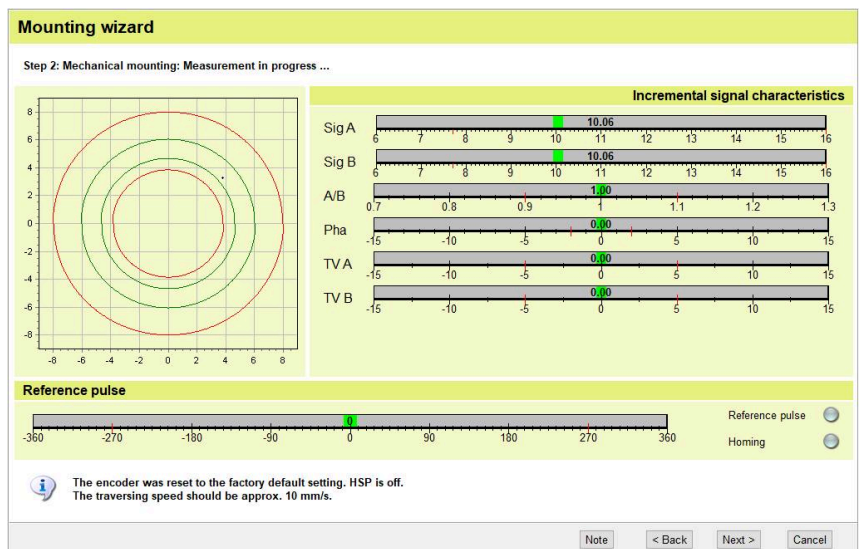 Mounting wizard
Step 2: Mechanical mounting: Measurement in progress ...
Incremental signal characteristics
8
6
4
2
0
-2
-4
-6
-8
-8 -6 -4 -2 0 2 4 6 8
Sig A
10.06
6 7 8 9 10 11 12 13 14 15 16
Sig B
10.06
6 7 8 9 10 11 12 13 14 15 16
A/B
1.00
0.7 0.8 0.9 1 1.1 1.2 1.3
Pha
0.00
-15 -10 -5 0 5 10 15
TV A
0.00
-15 -10 -5 0 5 10 15
TV B
0.00
-15 -10 -5 0 5 10 15
Reference pulse
0
-360 -270 -180 -90 0 90 180 270 360
Reference pulse
Homing
The encoder was reset to the factory default setting. HSP is off.
The traversing speed should be approx. 10 mm/s.
Note < Back Next > Cancel